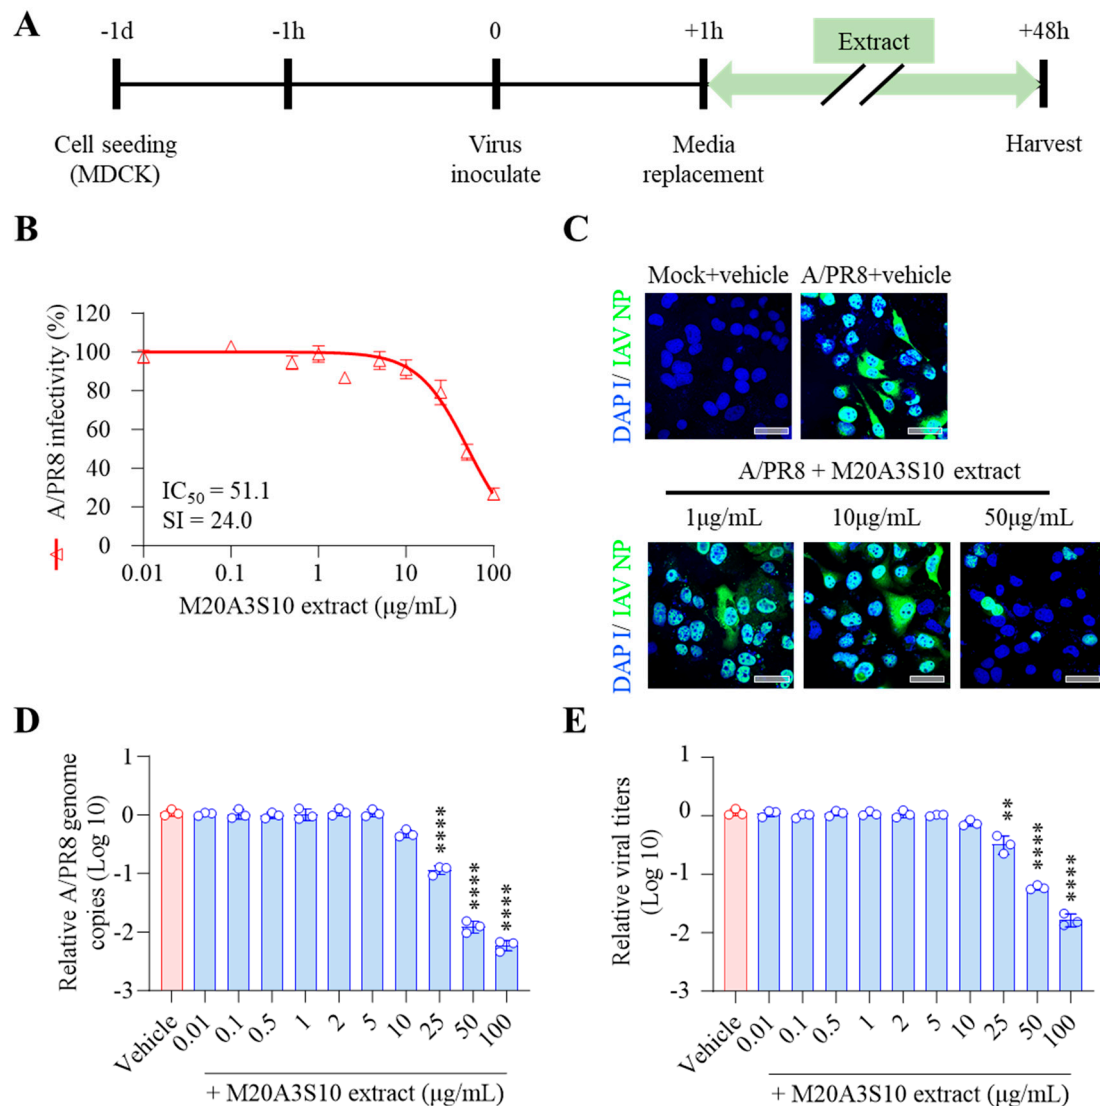 A
-1d
-1h
0
+1h
Extract
+48h
Cell seeding
(MDCK)
Virus
inoculate
Media
replacement
Harvest
B
A/PR8 infectivity (%)
120
100
80
60
40
20
0
IC50 = 51.1
SI = 24.0
0.01
0.1
1
10
100
M20A3S10 extract (μg/mL)
C
Mock+vehicle
A/PR8+vehicle
DAP I/ IAV NP
A/PR8 + M20A3S10 extract
1μg/mL
10μg/mL
50μg/mL
DAP I/ IAV NP
D
Relative A/PR8 genome
copies (Log 10)
1
0
-1
-2
-3
****
****
****
Vehicle
0.01
0.1
0.5
1
2
5
10
25
50
100
+ M20A3S10 extract (μg/mL)
E
Relative viral titers
(Log 10)
1
0
-1
-2
-3
**
****
****
Vehicle
0.01
0.1
0.5
1
2
5
10
25
50
100
+ M20A3S10 extract (μg/mL)